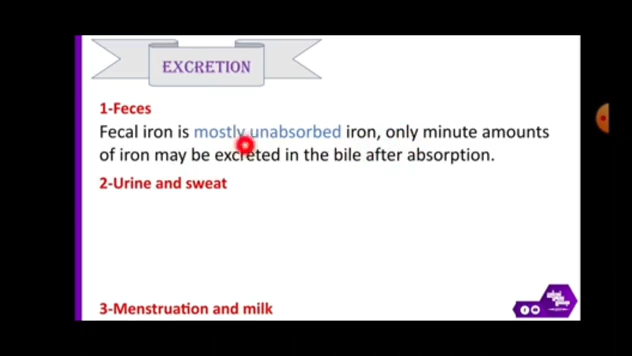 EXCRETION
1-Feces
Fecal iron is mostly unabsorbed iron, only minute amounts
of iron may be excreted in the bile after absorption.
2-Urine and sweat
3-Menstruation and milk